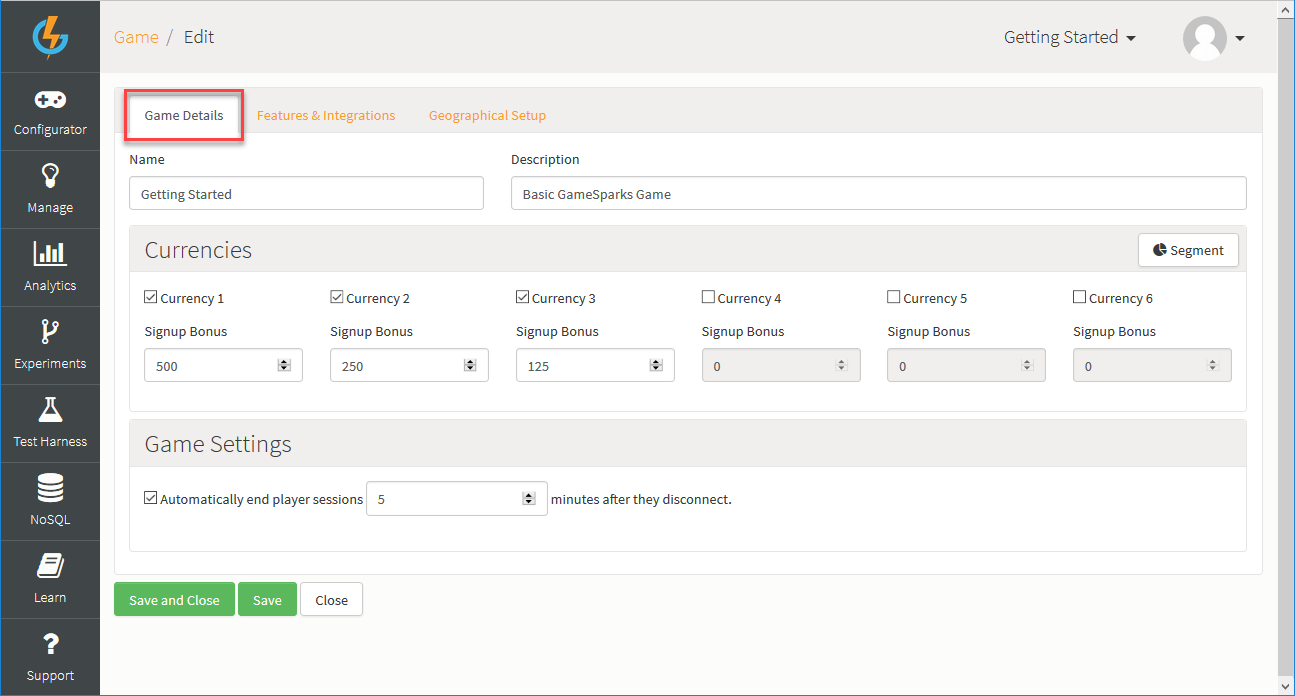 Game / Edit
Getting Started
Configurator
Manage
Analytics
Experiments
Test Harness
NoSQL
Learn
Support
Game Details
Features & Integrations
Geographical Setup
Name
Description
Getting Started
Basic GameSparks Game
Currencies
Segment
Currency 1
Currency 2
Currency 3
Currency 4
Currency 5
Currency 6
Signup Bonus
Signup Bonus
Signup Bonus
Signup Bonus
Signup Bonus
Signup Bonus
500
250
125
0
0
0
Game Settings
Automatically end player sessions 5 minutes after they disconnect.
Save and Close
Save
Close